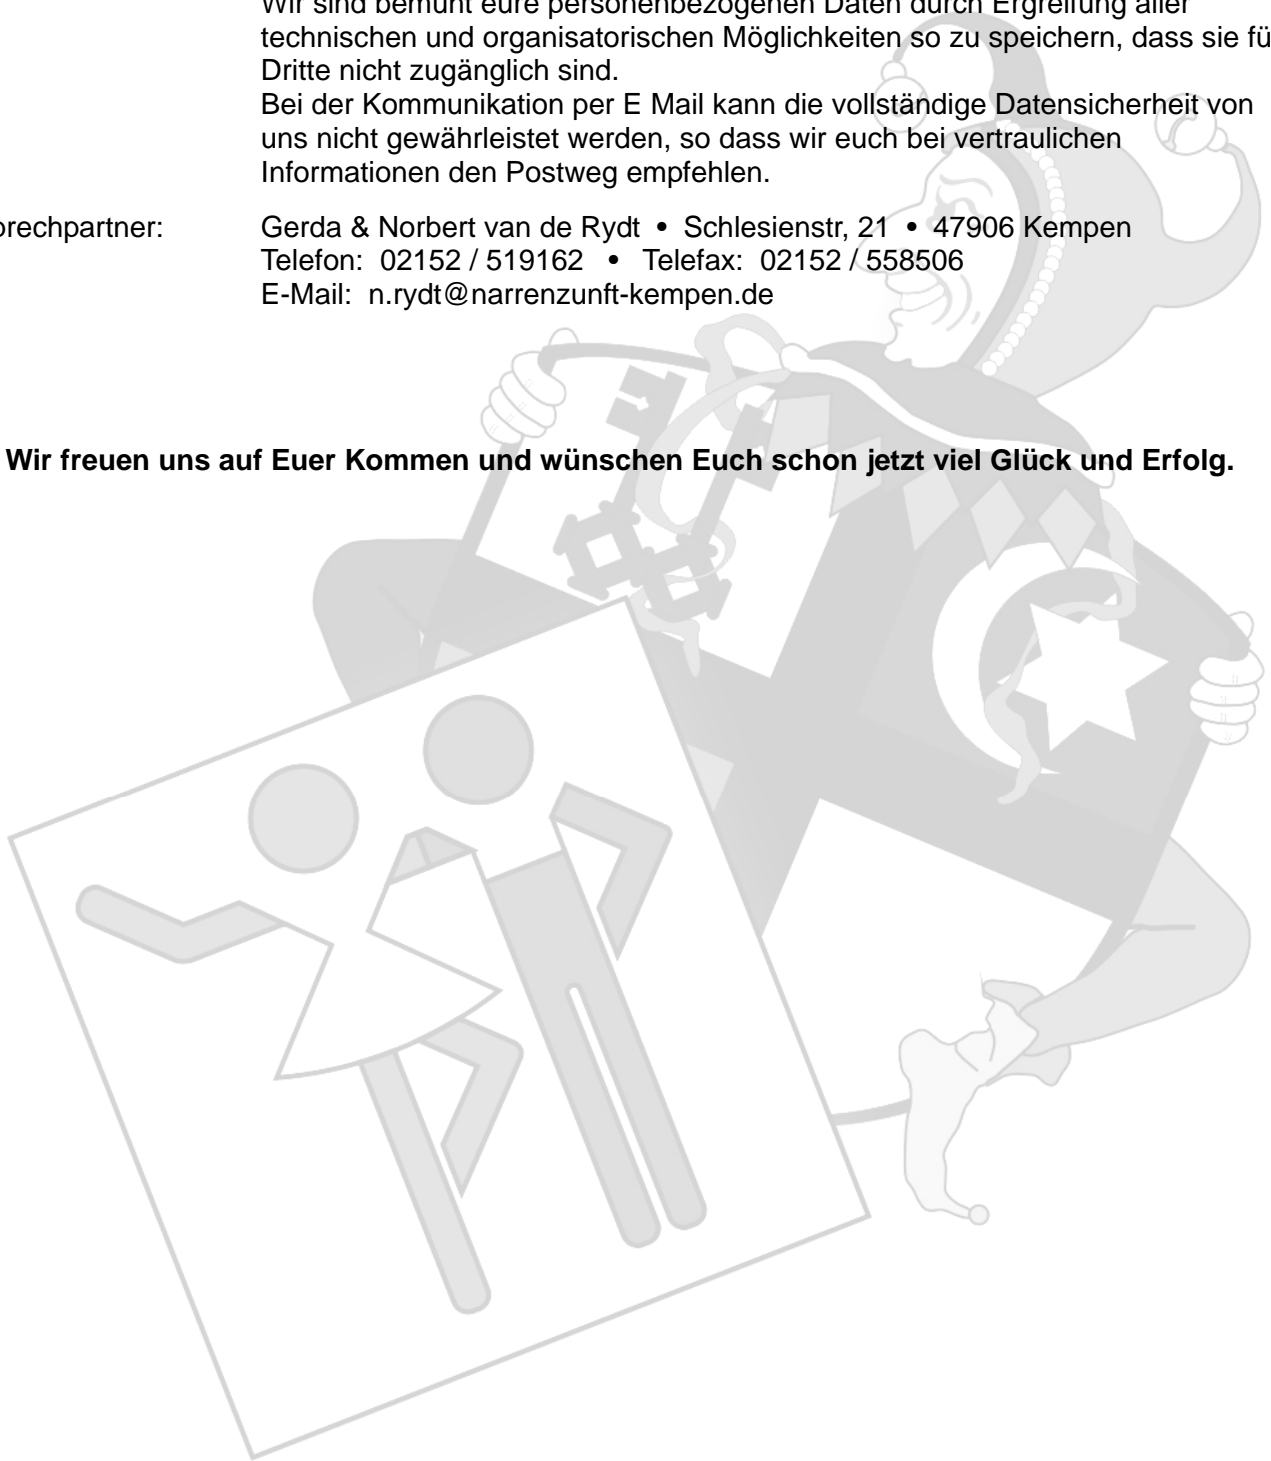 Wir sind bemüht eure personenbezogenen Daten durch Ergreifung aller
technischen und organisatorischen Möglichkeiten so zu speichern, dass sie fü
Dritte nicht zugänglich sind.
Bei der Kommunikation per E Mail kann die vollständige Datensicherheit von
uns nicht gewährleistet werden, so dass wir euch bei vertraulichen
Informationen den Postweg empfehlen.
prechpartner: Gerda & Norbert van de Rydt • Schlesienstr, 21 • 47906 Kempen
Telefon: 02152 / 519162 • Telefax: 02152 / 558506
E-Mail: n.rydt@narrenzunft-kempen.de
Wir freuen uns auf Euer Kommen und wünschen Euch schon jetzt viel Glück und Erfolg.